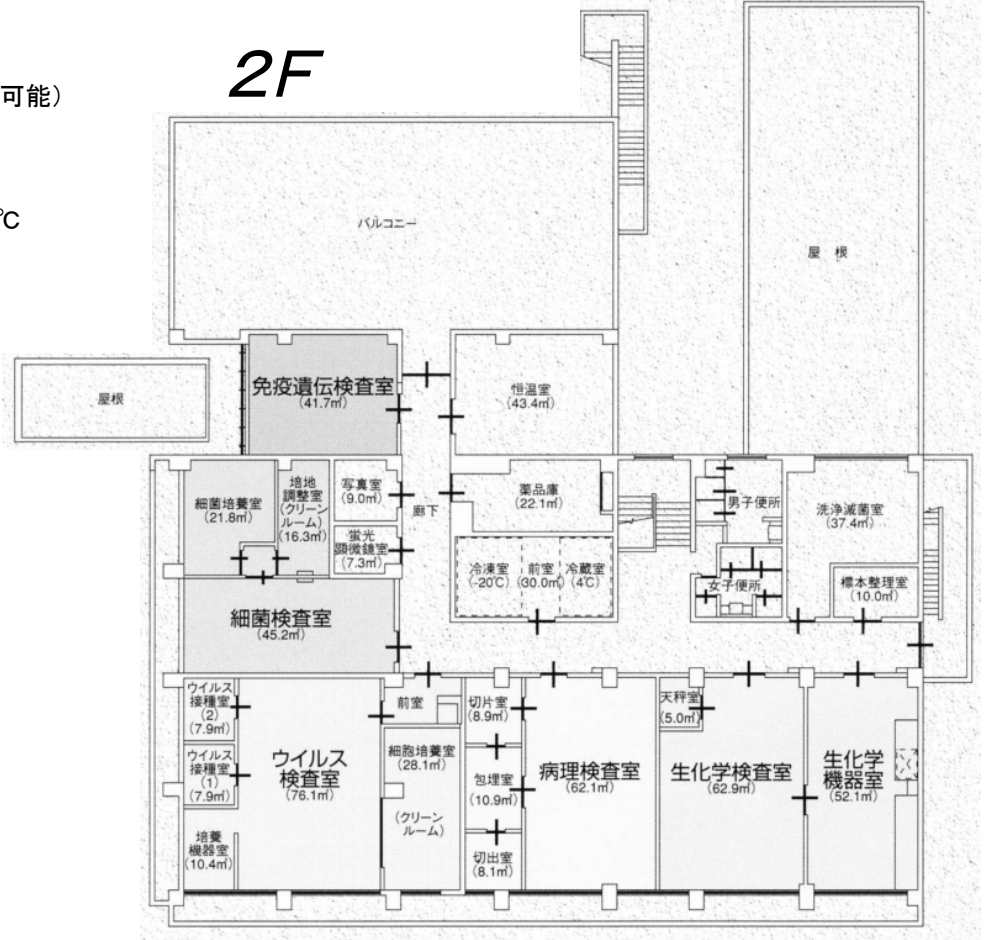 2F
可能）
℃
バルコニー
屋 根
屋根
免疫遺伝検査室
(41.7㎡)
恒温室
(43.4㎡)
細菌培養室
(21.8㎡)
培地
調整室
(クリーン
ルーム)
(16.3㎡)
写真室
(9.0㎡)
蛍光
顕微鏡室
(7.3㎡)
廊下
薬品庫
(22.1㎡)
冷凍室
(-20℃)
前室
(30.0㎡)
冷蔵室
(4℃)
男子便所
女子便所
洗浄滅菌室
(37.4㎡)
標本整理室
(10.0㎡)
細菌検査室
(45.2㎡)
ウイルス
接種室
(2)
(7.9㎡)
ウイルス
接種室
(1)
(7.9㎡)
培養
機器室
(10.4㎡)
ウイルス
検査室
(76.1㎡)
前室
細胞培養室
(28.1㎡)
(クリーン
ルーム)
切片室
(8.9㎡)
包埋室
(10.9㎡)
切出室
(8.1㎡)
病理検査室
(62.1㎡)
天秤室
(5.0㎡)
生化学検査室
(62.9㎡)
生化学
機器室
(52.1㎡)